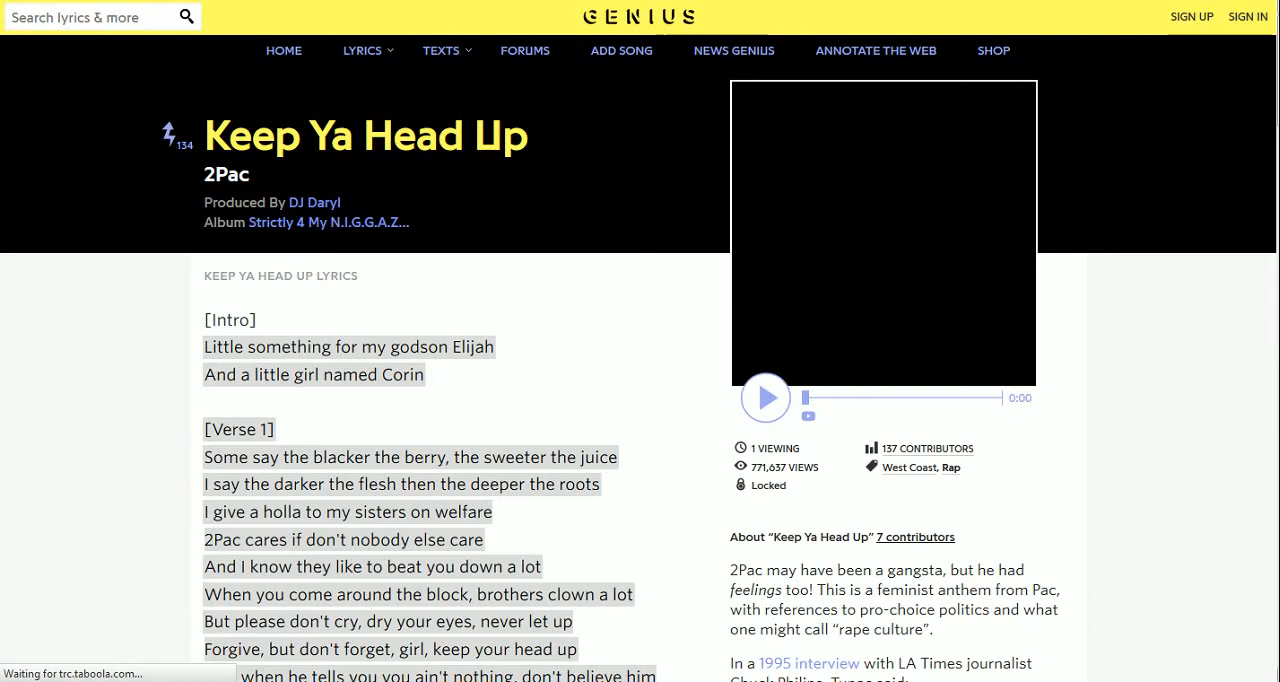 Search lyrics & more
GENIUS
SIGN UP SIGN IN
HOME LYRICS TEXTS FORUMS ADD SONG NEWS GENIUS ANNOTATE THE WEB SHOP
134
Keep Ya Head Up
2Pac
Produced By DJ Daryl
Album Strictly 4 My N.I.G.G.A.Z...
KEEP YA HEAD UP LYRICS
[Intro]
Little something for my godson Elijah
And a little girl named Corin
[Verse 1]
Some say the blacker the berry, the sweeter the juice
I say the darker the flesh then the deeper the roots
I give a holla to my sisters on welfare
2Pac cares if don't nobody else care
And I know they like to beat you down a lot
When you come around the block, brothers clown a lot
But please don't cry, dry your eyes, never let up
Forgive, but don't forget, girl, keep your head up
when he tells you you ain't nothing, don't believe him
Waiting for trc.taboola.com...
0:00
1 VIEWING
137 CONTRIBUTORS
771,637 VIEWS
West Coast, Rap
Locked
About “Keep Ya Head Up” 7 contributors
2Pac may have been a gangsta, but he had
feelings too! This is a feminist anthem from Pac,
with references to pro-choice politics and what
one might call “rape culture”.
In a 1995 interview with LA Times journalist
Chuck Philips, Tupac said: